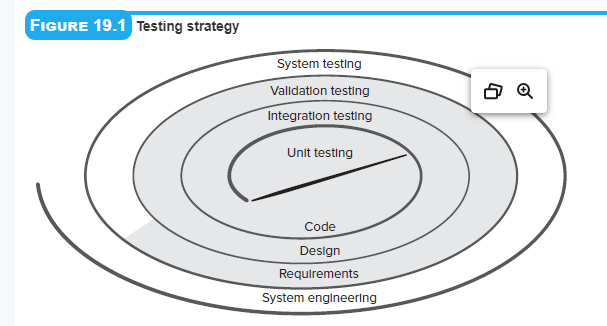 FIGURE 19.1 Testing strategy
System testing
Validation testing
Integration testing
Unit testing
Code
Design
Requirements
System engineering